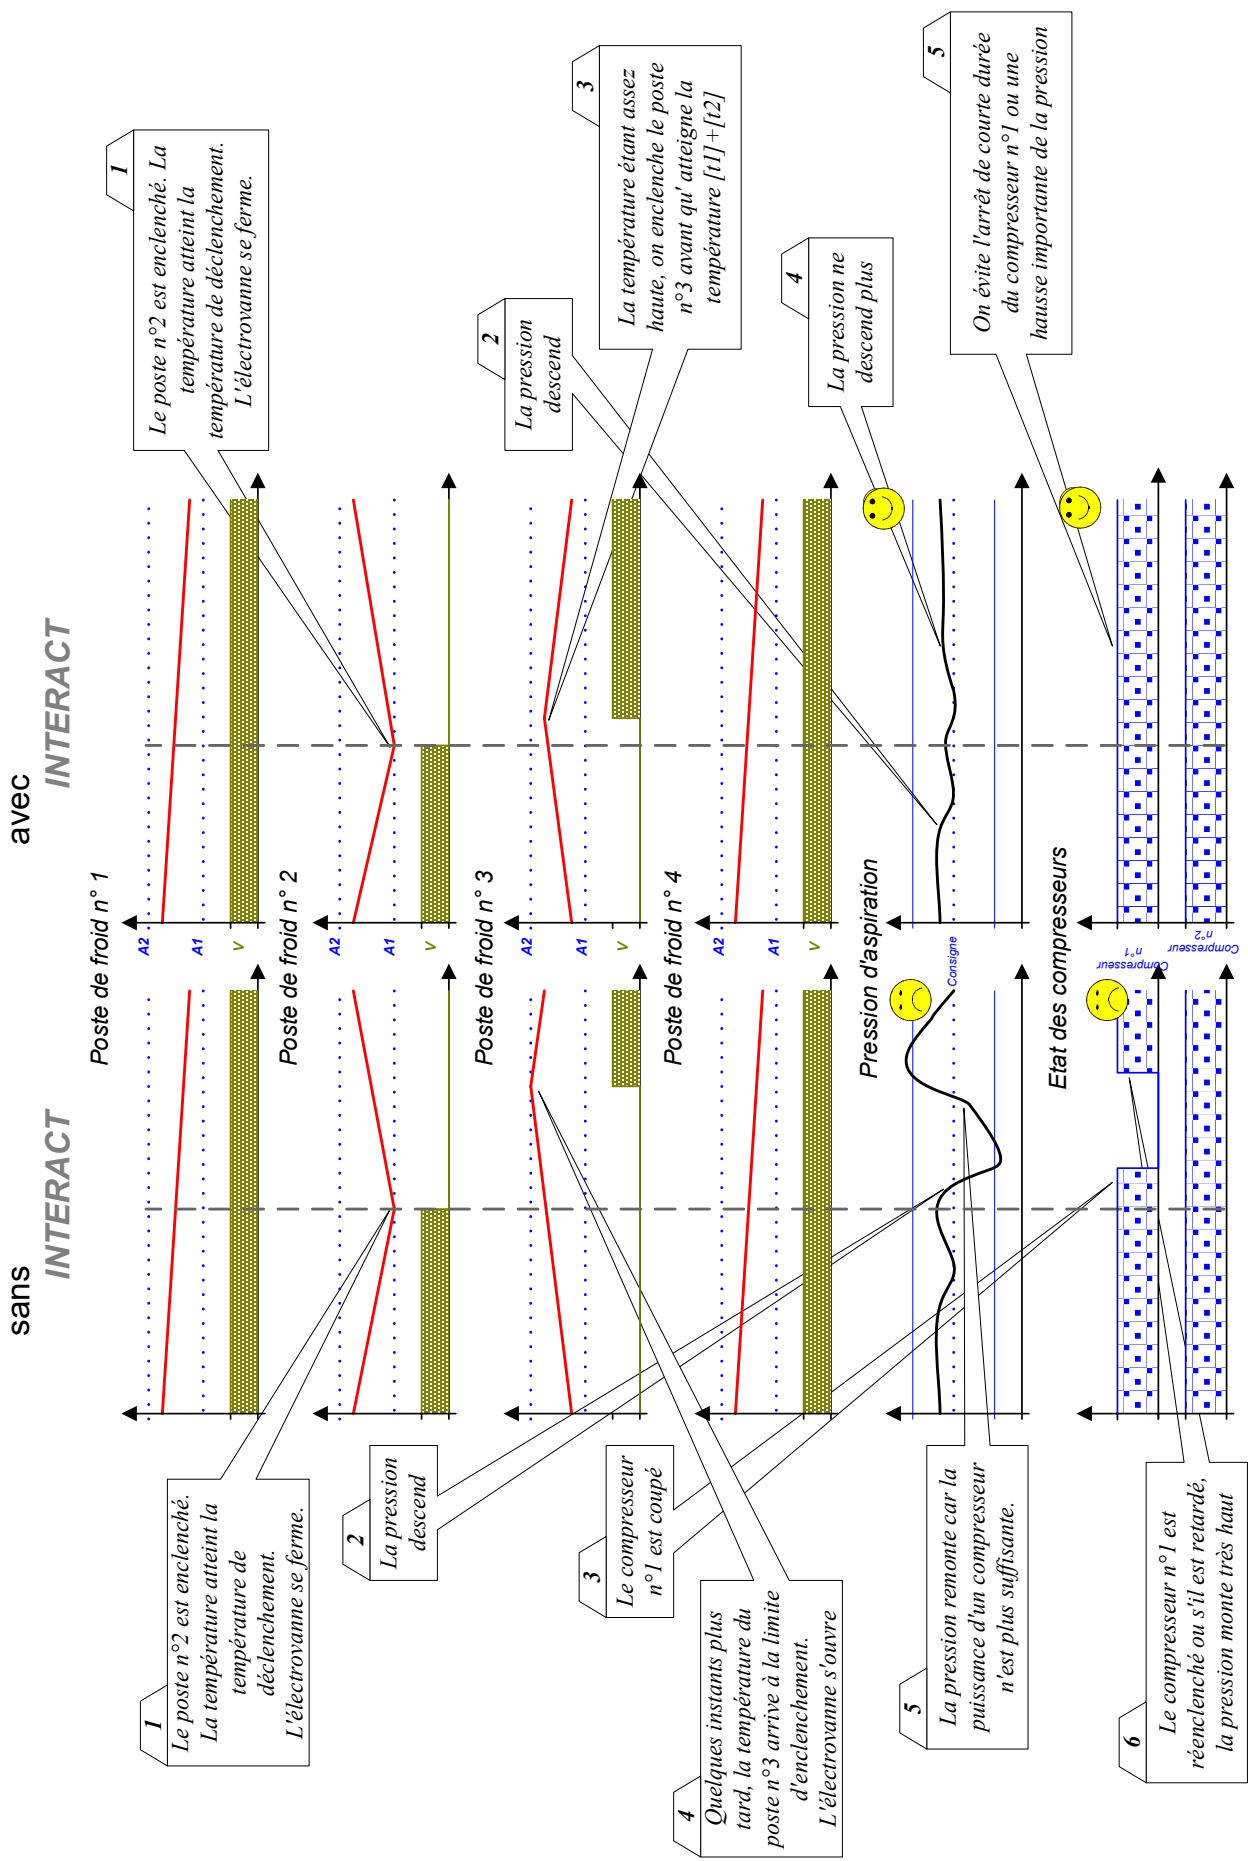 sans
INTERACT
avec
INTERACT
1
Le poste n°2 est enclenché.
La température atteint la
température de
déclenchement.
L'électrovanne se ferme.
2
La pression
descend
3
Le compresseur
n°1 est coupé
4
Quelques instants plus
tard, la température du
poste n°3 arrive à la limite
d'enclenchement.
L'électrovanne s'ouvre
5
La pression remonte car la
puissance d'un compresseur
n'est plus suffisante.
6
Le compresseur n°1 est
réenclenché ou s'il est retardé,
la pression monte très haut
Poste de froid n° 1
A2
A1
V
Poste de froid n° 2
A2
A1
V
Poste de froid n° 3
A2
A1
V
Poste de froid n° 4
A2
A1
V
Pression d'aspiration
Consigne
Etat des compresseurs
Compresseur
n°1
Compresseur
n°2
1
Le poste n°2 est enclenché. La
température atteint la
température de déclenchement.
L'électrovanne se ferme.
2
La pression
descend
3
La température étant assez
haute, on enclenche le poste
n°3 avant qu' atteigne la
température [t1]+[t2]
4
La pression ne
descend plus
5
On évite l'arrêt de courte durée
du compresseur n°1 ou une
hausse importante de la pression